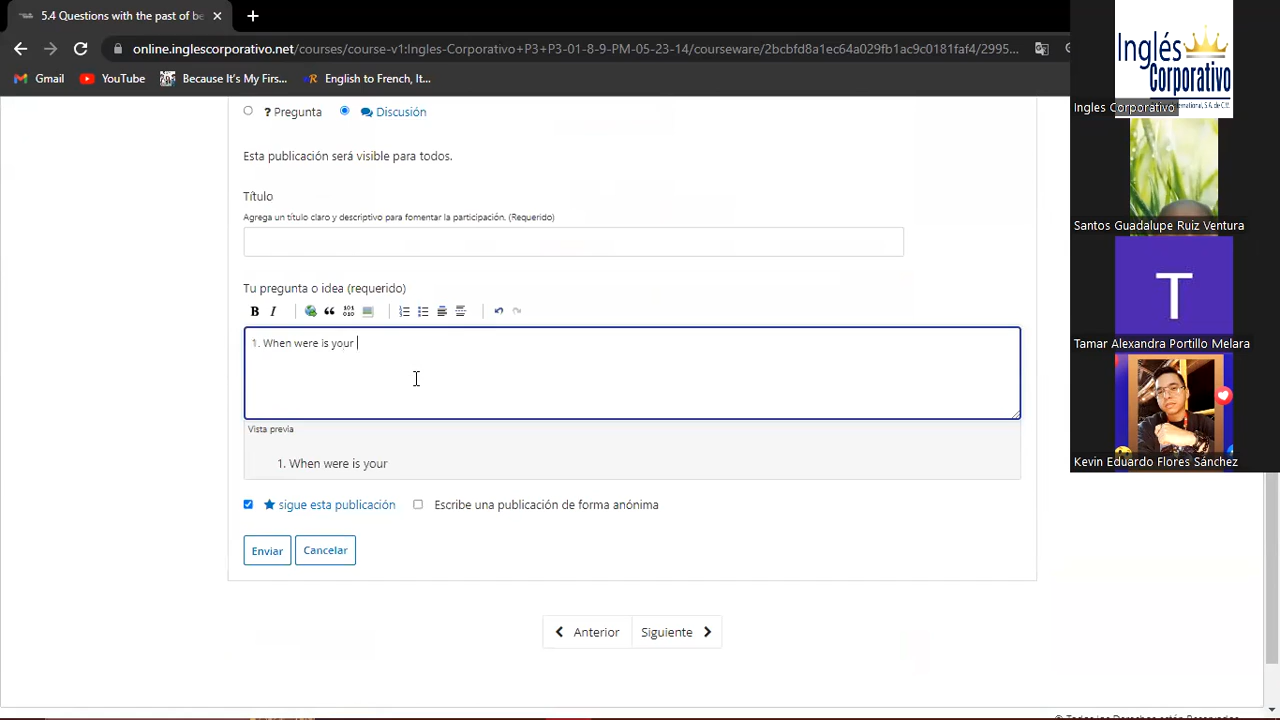 5.4 Questions with the past of be
online.inglescorporativo.net/courses/course-v1:Ingles-Corporativo+P3+P3-01-8-9-PM-05-23-14/courseware/2bcbfd8a1ec64a029fb18c9301faf4/2995...
Gmail
YouTube
Because It's My Firs...
English to French, It...
Pregunta
Discusión
Esta publicación será visible para todos.
Título
Agrega un título claro y descriptivo para fomentar la participación. (Requerido)
Tu pregunta o idea (requerido)
B I
1. When were is your
Vista previa
1. When were is your
sigue esta publicación
Escribe una publicación de forma anónima
Enviar
Cancelar
Anterior
Siguiente
Inglés
Corporativo
Ingles Corporativo
Santos Guadalupe Ruiz Ventura
T
Tamar Alexandra Portillo Melara
Kevin Eduardo Flores Sánchez